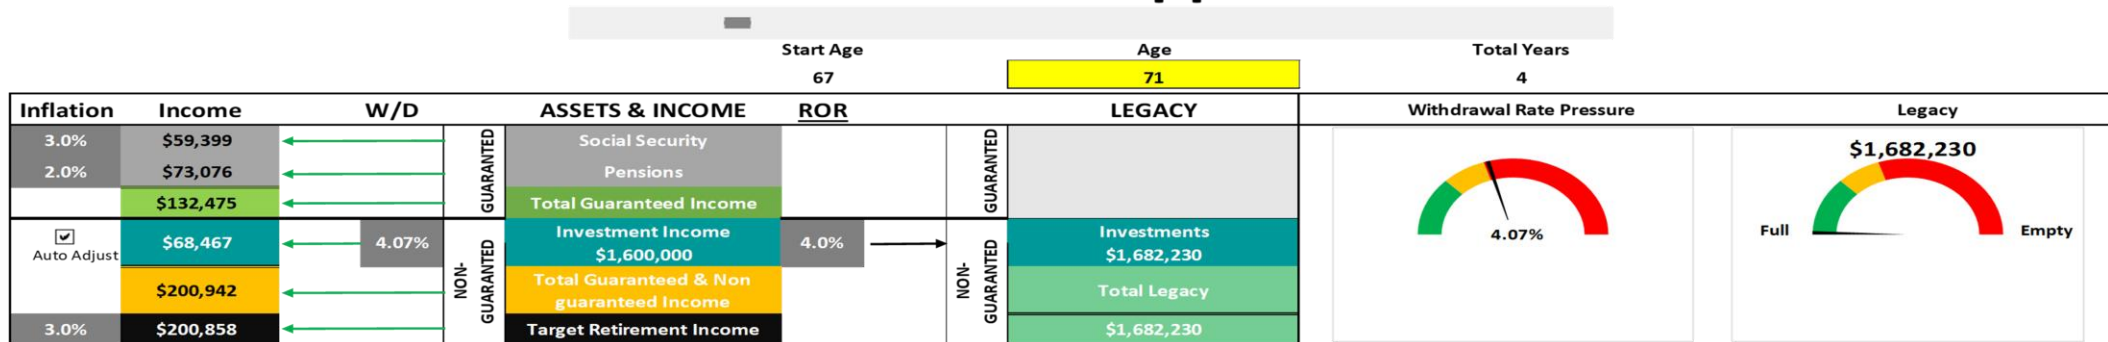 Start Age Age Total Years
67 71 4
Inflation Income W/D ASSETS & INCOME ROR LEGACY Withdrawal Rate Pressure Legacy
3.0% $59,399 GUARANTEED Social Security GUARANTEED $1,682,230
2.0% $73,076 Pensions
$132,475 Total Guaranteed Income
Auto Adjust $68,467 4.07% NON-GUARANTEED Investment Income 4.0% NON-GUARANTEED Investments 4.07% Full Empty
$1,600,000 $1,682,230
$200,942 Total Guaranteed & Non Total Legacy
guaranteed Income
3.0% $200,858 Target Retirement Income $1,682,230